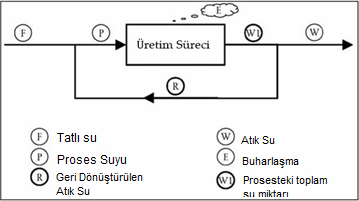 E
F
P
Üretim Süreci
W1
W
R
F Tatlı su
P Proses Suyu
R Geri Dönüştürülen
Atık Su
W Atık Su
E Buharlaşma
W1 Prosesteki toplam
su miktarı